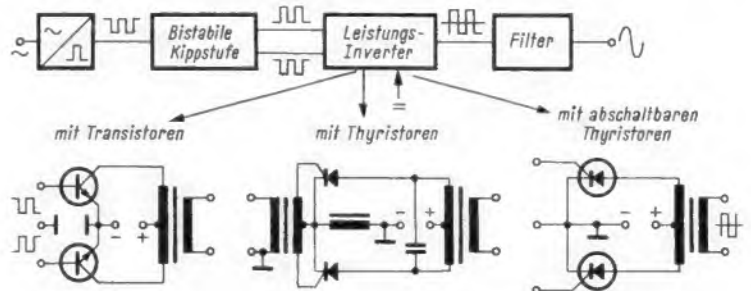 Bistabile
Kippstufe
Leistungs-
Inverter
Filter
~
~
=
mit Transistoren
mit Thyristoren
mit abschaltbaren
Thyristoren
- +
- +
- +